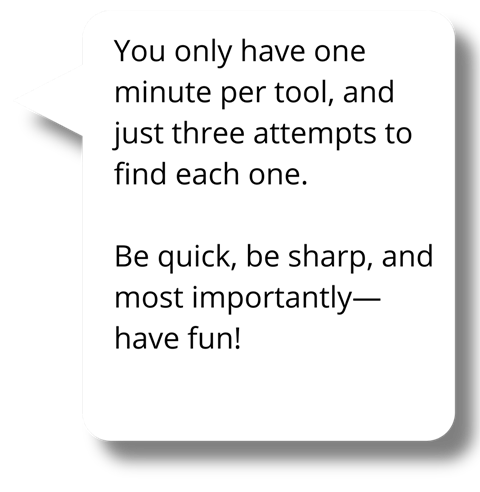 You only have one
minute per tool, and
just three attempts to
find each one.
Be quick, be sharp, and
most importantly—
have fun!